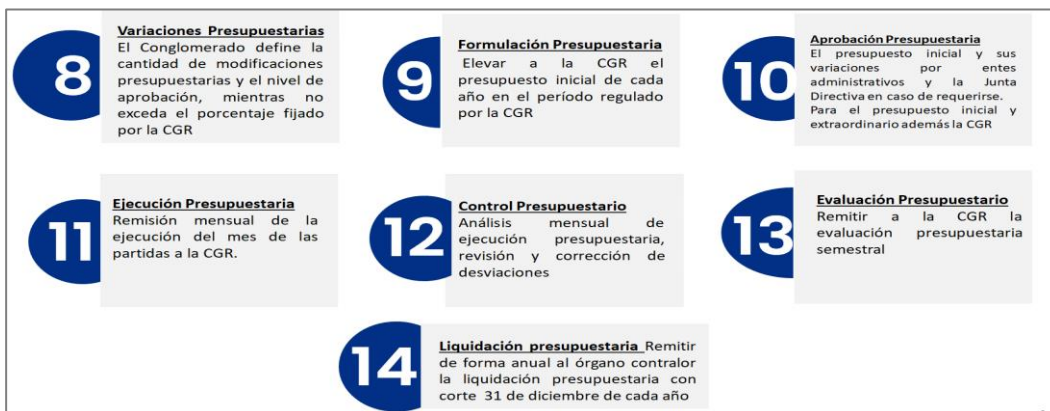 8
Variaciones Presupuestarias
El Conglomerado define la
cantidad de modificaciones
presupuestarias y el nivel de
aprobación, mientras no
exceda el porcentaje fijado
por la CGR
9
Formulación Presupuestaria
Elevar a la CGR el
presupuesto inicial de cada
año en el período regulado
por la CGR
10
Aprobación Presupuestaria
El presupuesto inicial y sus
variaciones por entes
administrativos y la Junta
Directiva en caso de requerirse.
Para el presupuesto inicial y
extraordinario además la CGR
11
Ejecución Presupuestaria
Remisión mensual de la
ejecución del mes de las
partidas a la CGR.
12
Control Presupuestario
Análisis mensual de
ejecución presupuestaria,
revisión y corrección de
desviaciones
13
Evaluación Presupuestario
Remitir a la CGR la
evaluación presupuestaria
semestral
14
Liquidación presupuestaria Remitir
de forma anual al órgano contralor
la liquidación presupuestaria con
corte 31 de diciembre de cada año